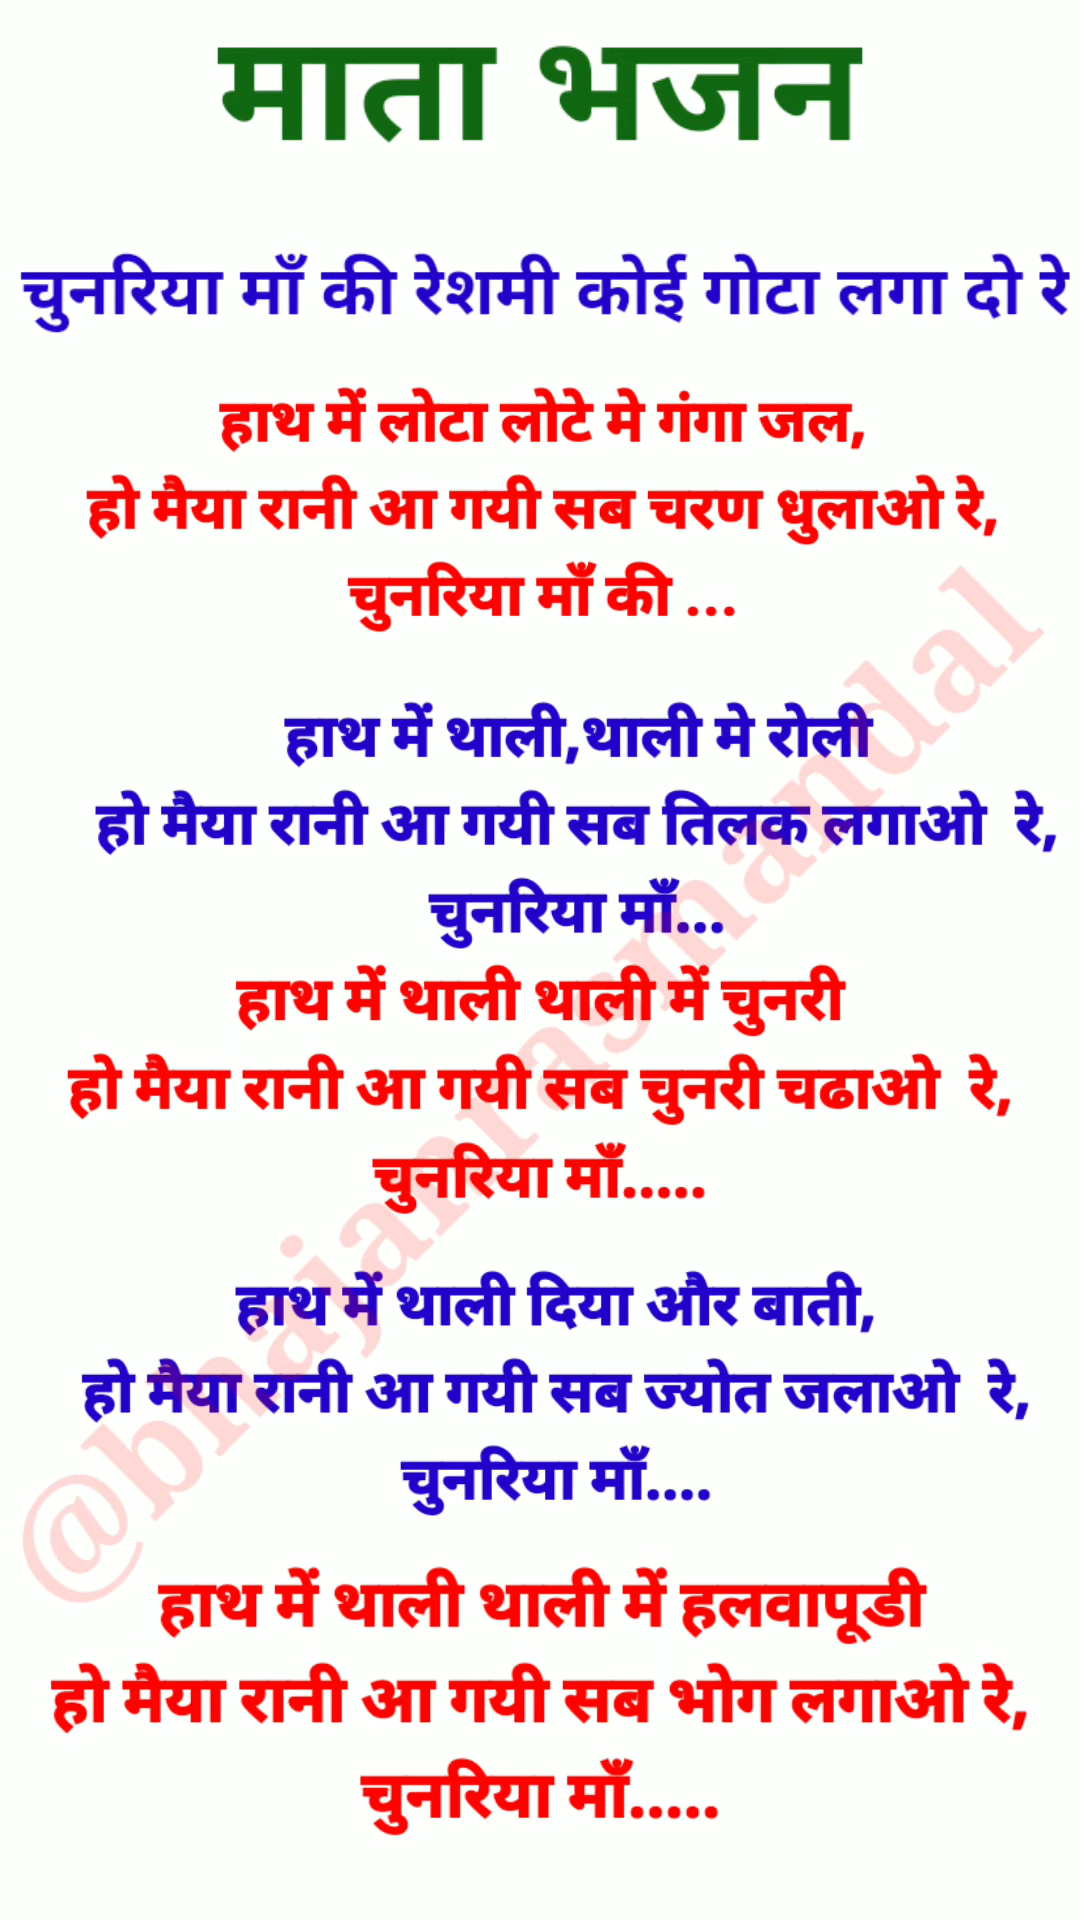 माता भजन
चुनरिया माँ की रेशमी कोई गोटा लगा दो रे
हाथ में लोटा लोटे मे गंगा जल,
हो मैया रानी आ गयी सब चरण धुलाओ रे,
चुनरिया माँ की ...
हाथ में थाली,थाली मे रोली
हो मैया रानी आ गयी सब तिलक लगाओ  रे,
चुनरिया माँ...
हाथ में थाली थाली में चुनरी
हो मैया रानी आ गयी सब चुनरी चढाओ  रे,
चुनरिया माँ.....
हाथ में थाली दिया और बाती,
हो मैया रानी आ गयी सब ज्योत जलाओ  रे,
चुनरिया माँ....
हाथ में थाली थाली में हलवापूडी
हो मैया रानी आ गयी सब भोग लगाओ रे,
चुनरिया माँ.....
@bhajanrasmandal